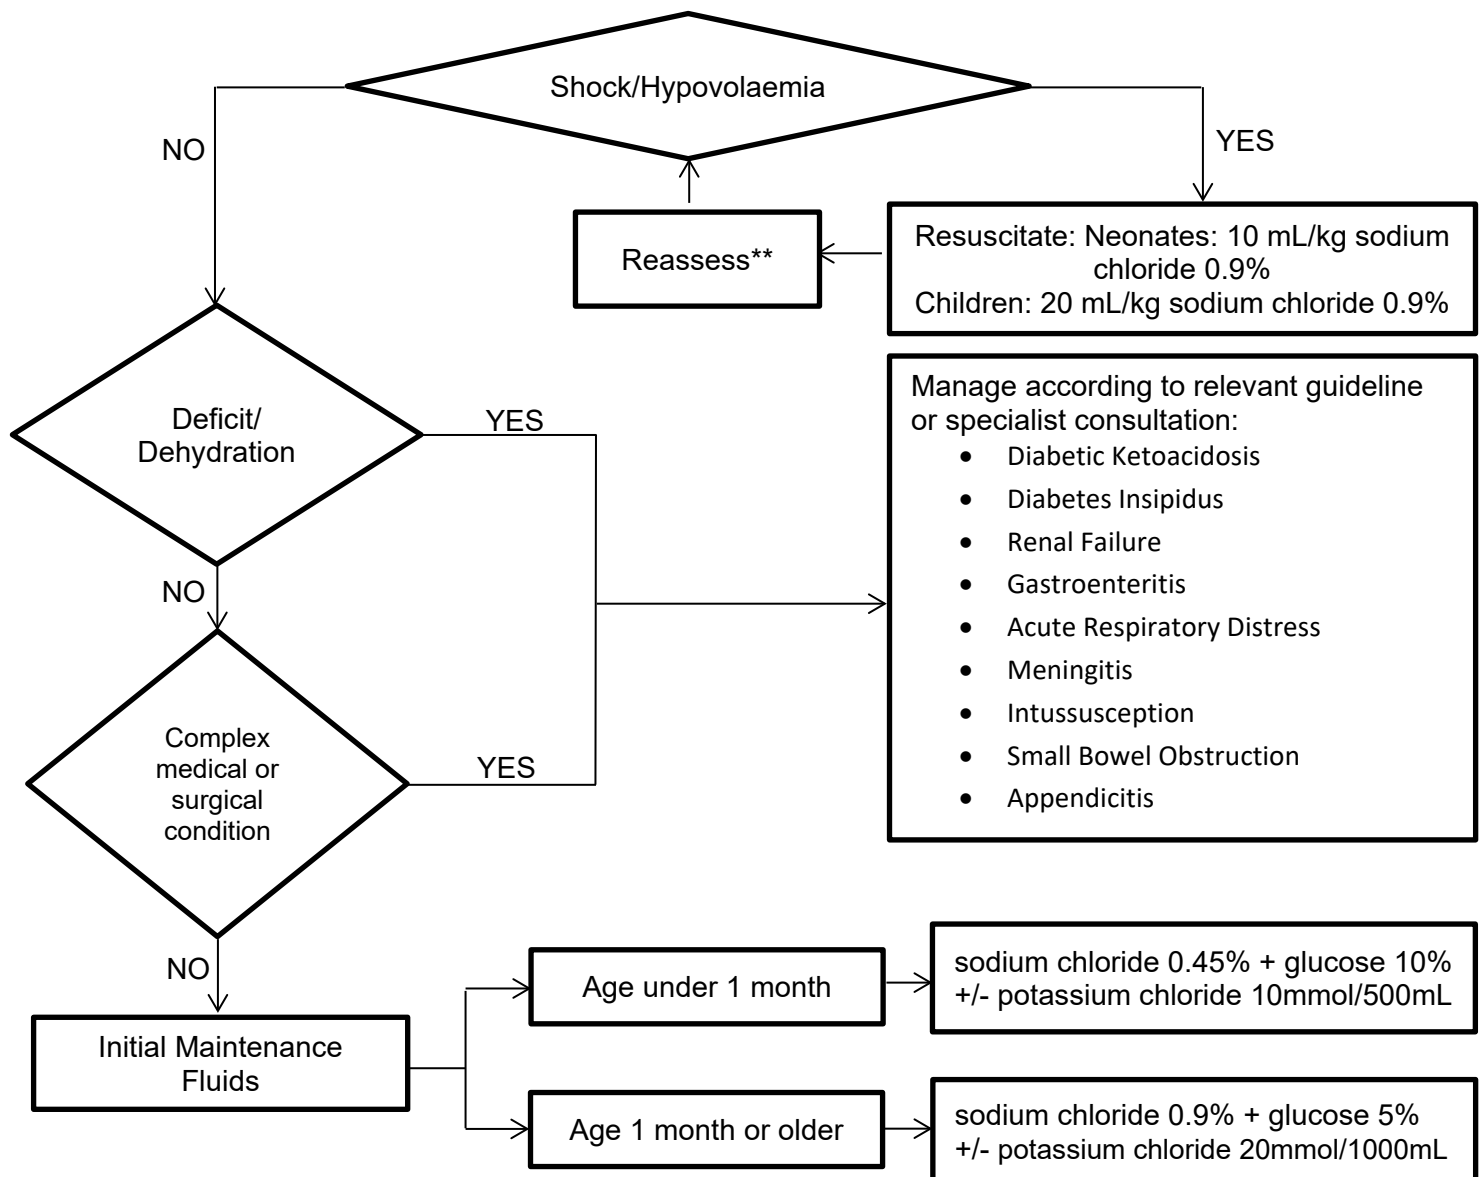 Shock/Hypovolaemia
NO
YES
Reassess**
Resuscitate: Neonates: 10 mL/kg sodium
chloride 0.9%
Children: 20 mL/kg sodium chloride 0.9%
Deficit/
Dehydration
YES
Manage according to relevant guideline
or specialist consultation:
• Diabetic Ketoacidosis
• Diabetes Insipidus
• Renal Failure
• Gastroenteritis
• Acute Respiratory Distress
• Meningitis
• Intussusception
• Small Bowel Obstruction
• Appendicitis
NO
Complex
medical or
surgical
condition
YES
NO
Initial Maintenance
Fluids
Age under 1 month
sodium chloride 0.45% + glucose 10%
+/- potassium chloride 10mmol/500mL
Age 1 month or older
sodium chloride 0.9% + glucose 5%
+/- potassium chloride 20mmol/1000mL